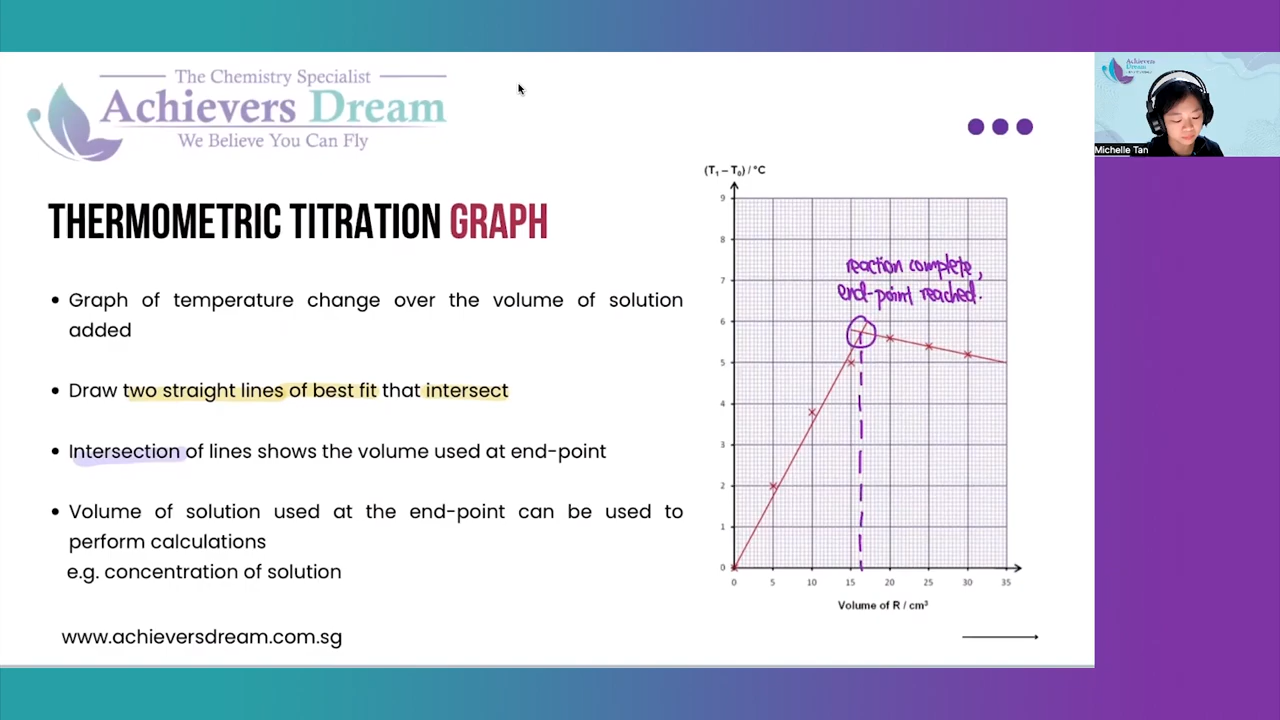 The Chemistry Specialist
Achievers Dream
We Believe You Can Fly
Achievers
Dream
Michelle Tan
THERMOMETRIC TITRATION GRAPH
• Graph of temperature change over the volume of solution
added
• Draw two straight lines of best fit that intersect
• Intersection of lines shows the volume used at end-point
• Volume of solution used at the end-point can be used to
perform calculations
e.g. concentration of solution
www.achieversdream.com.sg
(T₁ – T₀) / °C
9
8
7
6
5
4
3
2
1
0
reaction complete,
end-point reached.
0 5 10 15 20 25 30 35
Volume of R / cm³